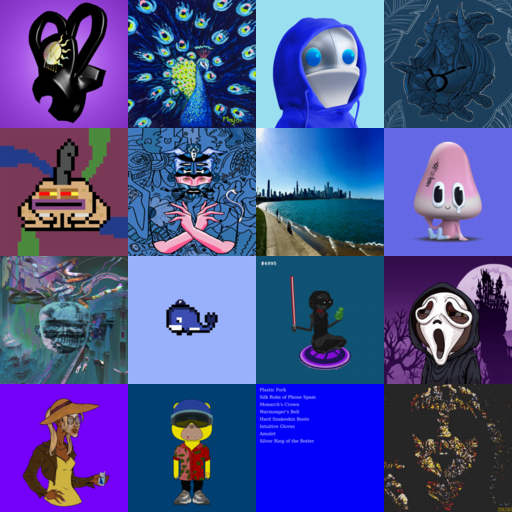 Mayor
#4995
Plastic Pork
Silk Robe of Phone Spam
Monarch's Crown
Warmonger's Belt
Hard Snakeskin Boots
Intuitive Gloves
Amulet
Silver Ring of the Better